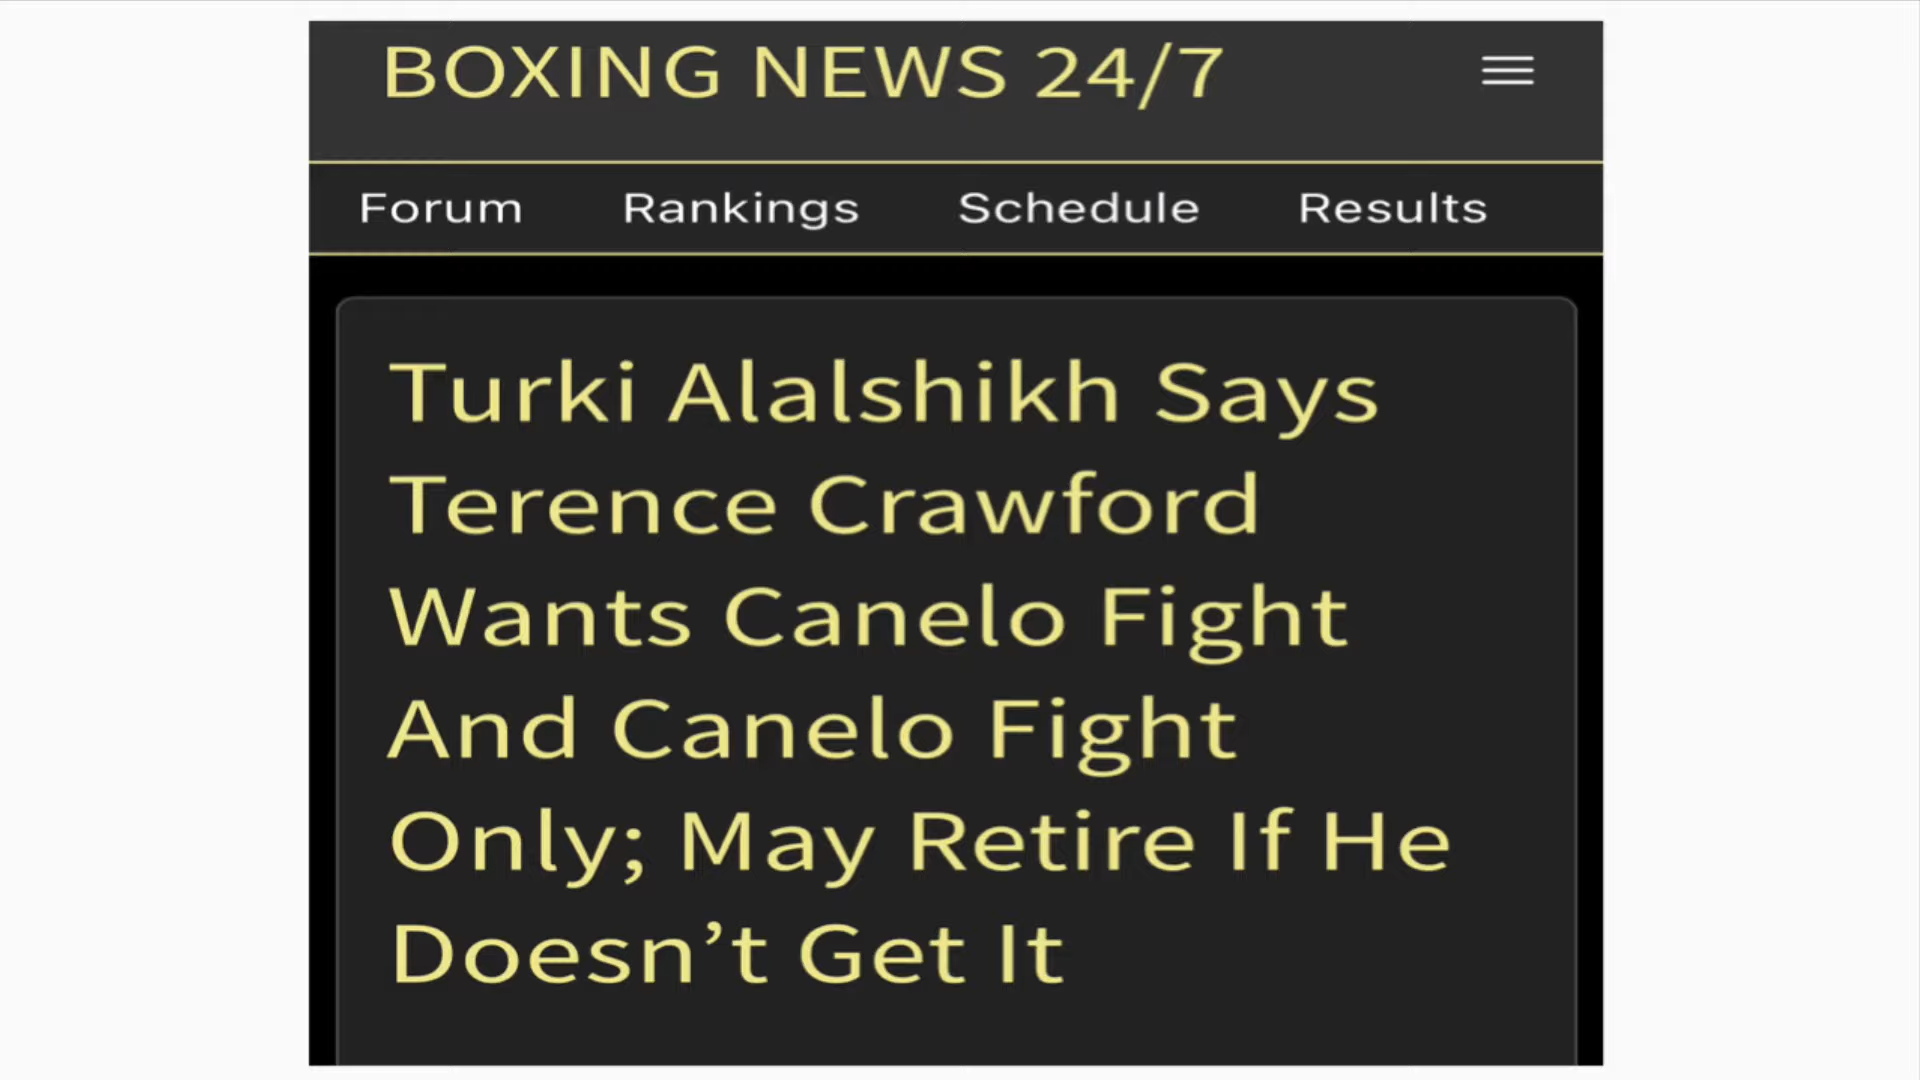 BOXING NEWS 24/7
Forum Rankings Schedule Results
Turki Alalshikh Says
Terence Crawford
Wants Canelo Fight
And Canelo Fight
Only; May Retire If He
Doesn’t Get It